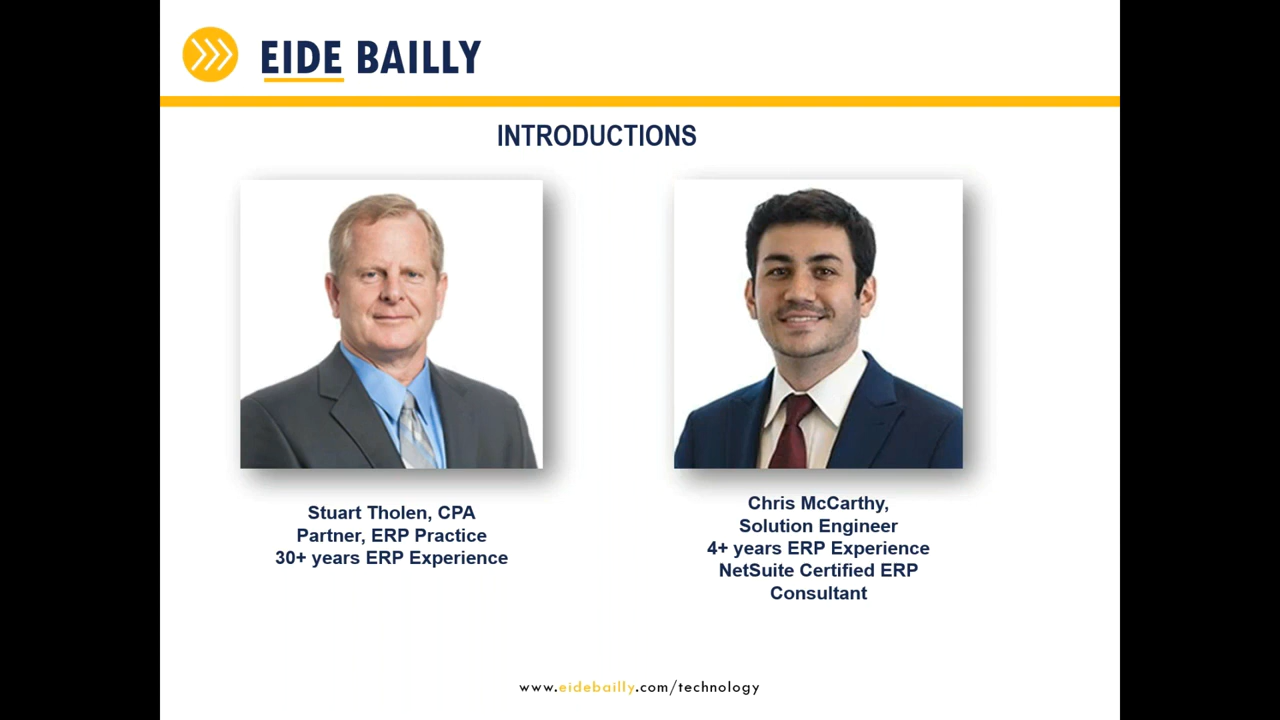 EIDE BAILLY
INTRODUCTIONS
Stuart Tholen, CPA
Partner, ERP Practice
30+ years ERP Experience
Chris McCarthy,
Solution Engineer
4+ years ERP Experience
NetSuite Certified ERP
Consultant
www.eidebailly.com/technology